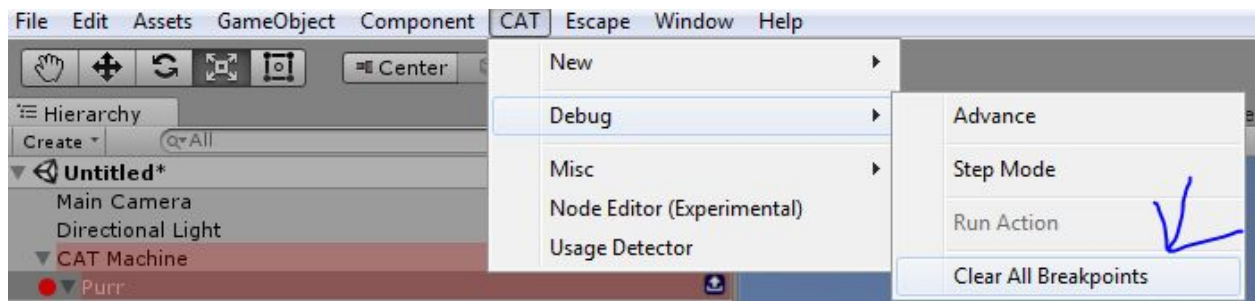 File Edit Assets GameObject Component CAT Escape Window Help
Center
New
Debug
Advance
Misc
Step Mode
Node Editor (Experimental)
Run Action
Usage Detector
Clear All Breakpoints
Hierarchy
Create All
Untitled*
Main Camera
Directional Light
CAT Machine
Purr